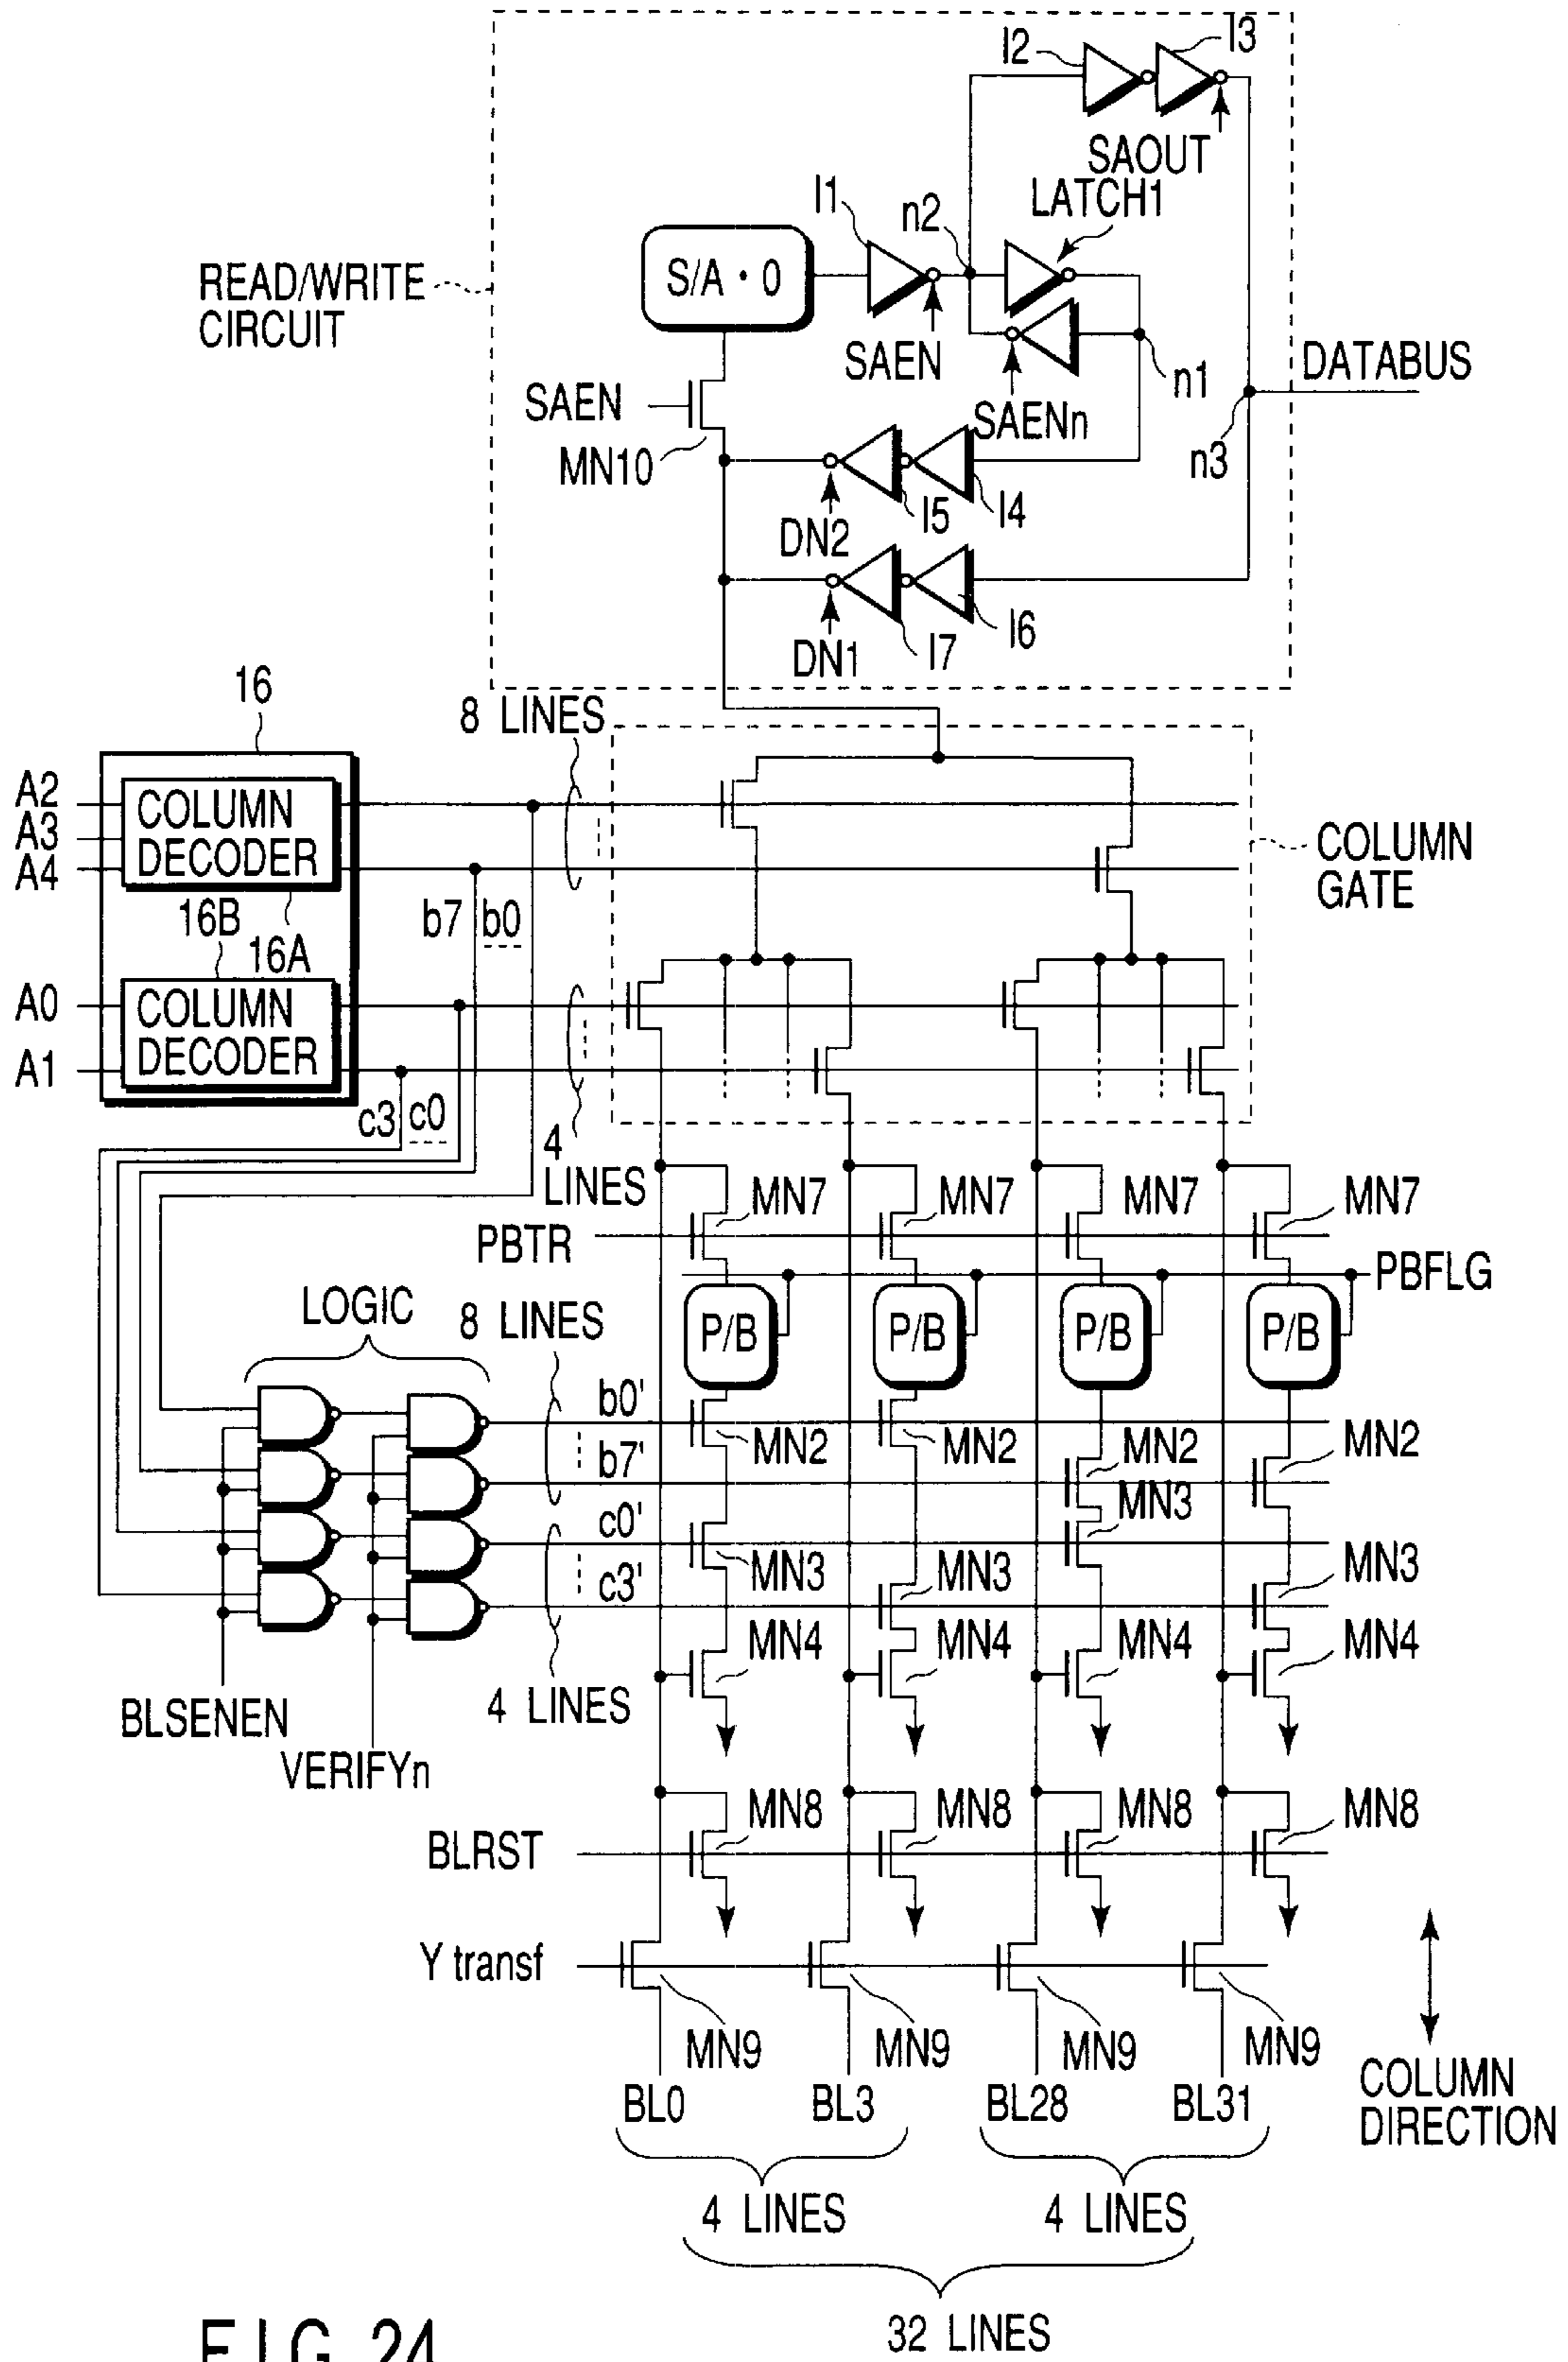 I2
I3
SAOUT
LATCH1
I1
n2
S/A · 0
READ/WRITE
CIRCUIT
SAEN
n1
DATABUS
SAEN
SAENn
MN10
n3
I5
I4
DN2
I6
I7
DN1
16
8 LINES
A2
A3
A4
COLUMN
DECODER
COLUMN
GATE
16B
b7
b0
16A
A0
A1
COLUMN
DECODER
c3
c0
4
LINES
MN7
MN7
MN7
MN7
PBTR
PBFLG
LOGIC
8 LINES
P/B
P/B
P/B
P/B
b0'
MN2
MN2
MN2
MN2
b7'
MN3
c0'
MN3
MN3
MN3
c3'
MN4
MN4
MN4
MN4
BLSENEN
4 LINES
VERIFYn
MN8
MN8
MN8
MN8
BLRST
Y transf
MN9
MN9
MN9
MN9
BL0
BL3
BL28
BL31
COLUMN
DIRECTION
4 LINES
4 LINES
32 LINES
FIG. 24